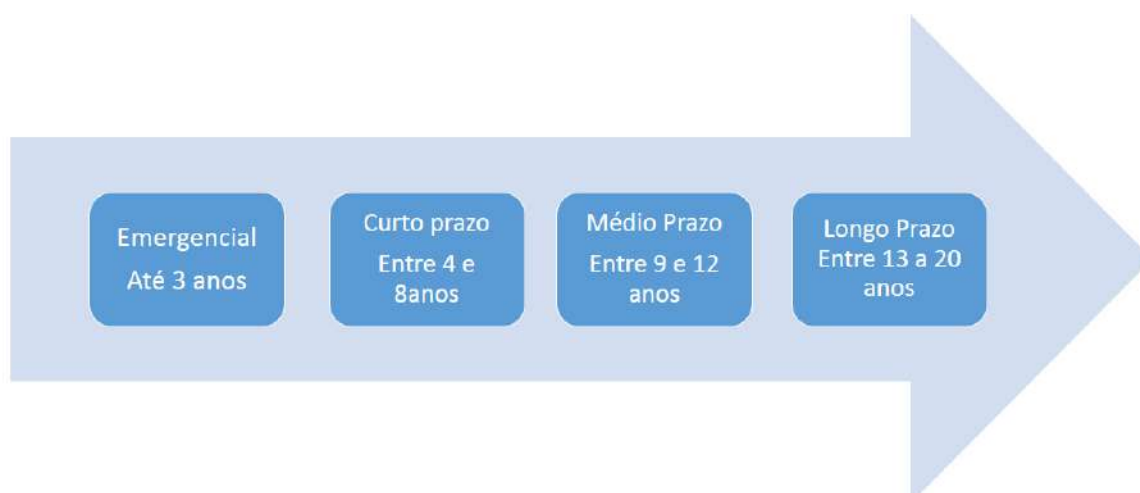 Emergencial
Até 3 anos
Curto prazo
Entre 4 e
8anos
Médio Prazo
Entre 9 e 12
anos
Longo Prazo
Entre 13 a 20
anos